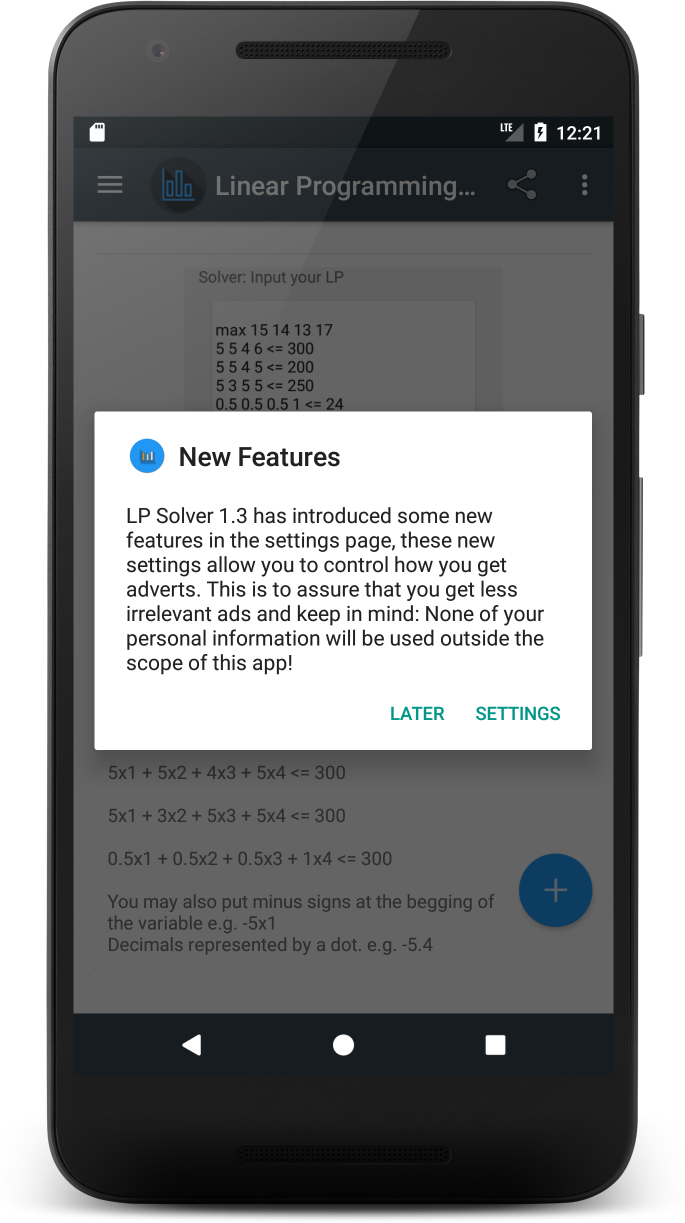 LTE 12:21
Linear Programming...
Solver: Input your LP
max 15 14 13 17
5 5 4 6 <= 300
5 5 4 5 <= 200
5 3 5 5 <= 250
0.5 0.5 0.5 1 <= 24
New Features
LP Solver 1.3 has introduced some new
features in the settings page, these new
settings allow you to control how you get
adverts. This is to assure that you get less
irrelevant ads and keep in mind: None of your
personal information will be used outside the
scope of this app!
LATER SETTINGS
5x1 + 5x2 + 4x3 + 5x4 <= 300
5x1 + 3x2 + 5x3 + 5x4 <= 300
0.5x1 + 0.5x2 + 0.5x3 + 1x4 <= 300
You may also put minus signs at the begging of
the variable e.g. -5x1
Decimals represented by a dot. e.g. -5.4